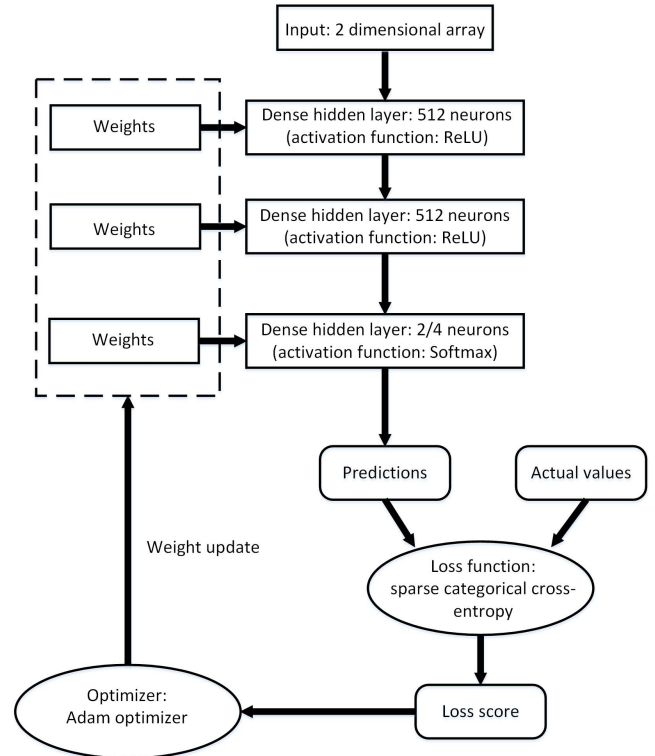 Input: 2 dimensional array
Weights
Dense hidden layer: 512 neurons
(activation function: ReLU)
Weights
Dense hidden layer: 512 neurons
(activation function: ReLU)
Weights
Dense hidden layer: 2/4 neurons
(activation function: Softmax)
Predictions
Actual values
Weight update
Loss function:
sparse categorical cross-
entropy
Optimizer:
Adam optimizer
Loss score